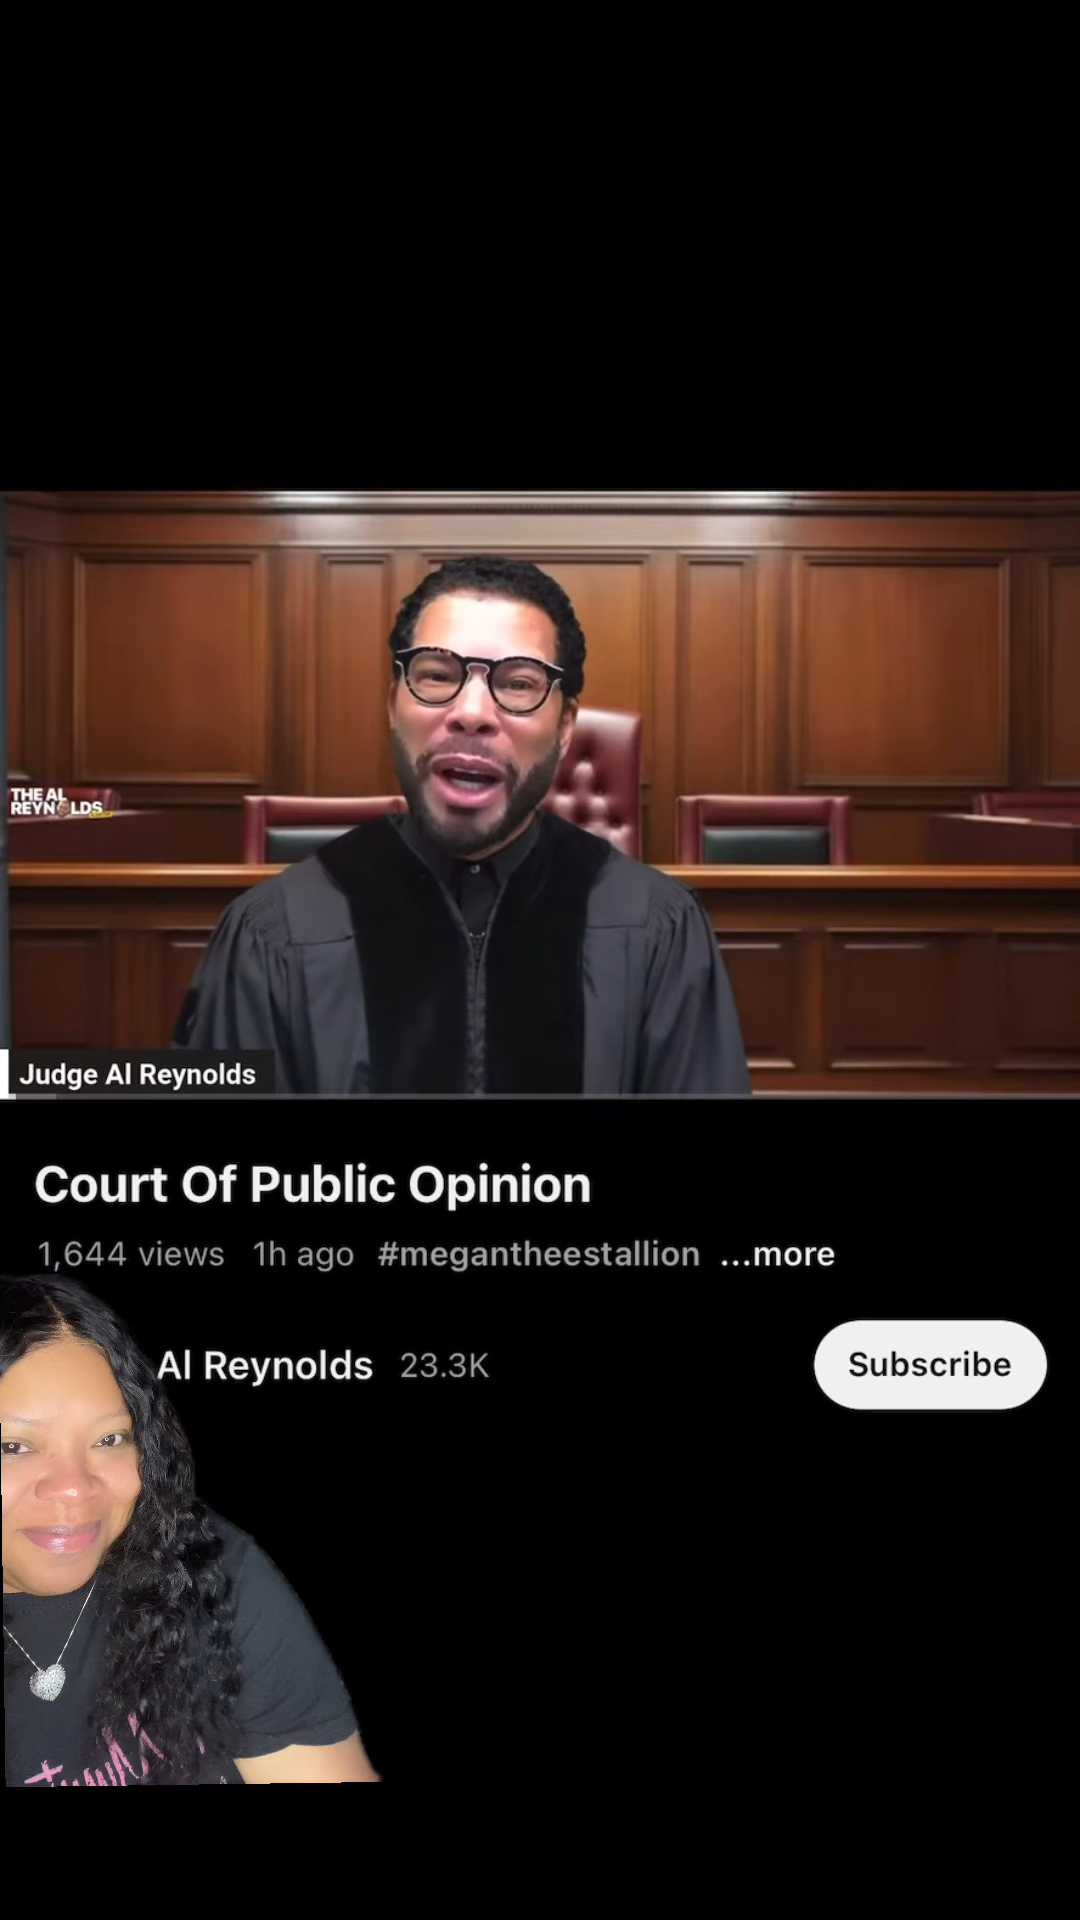 THE AL
REYNOLDS
Judge Al Reynolds
Court Of Public Opinion
1,644 views 1h ago #megantheestallion ...more
Al Reynolds 23.3K
Subscribe